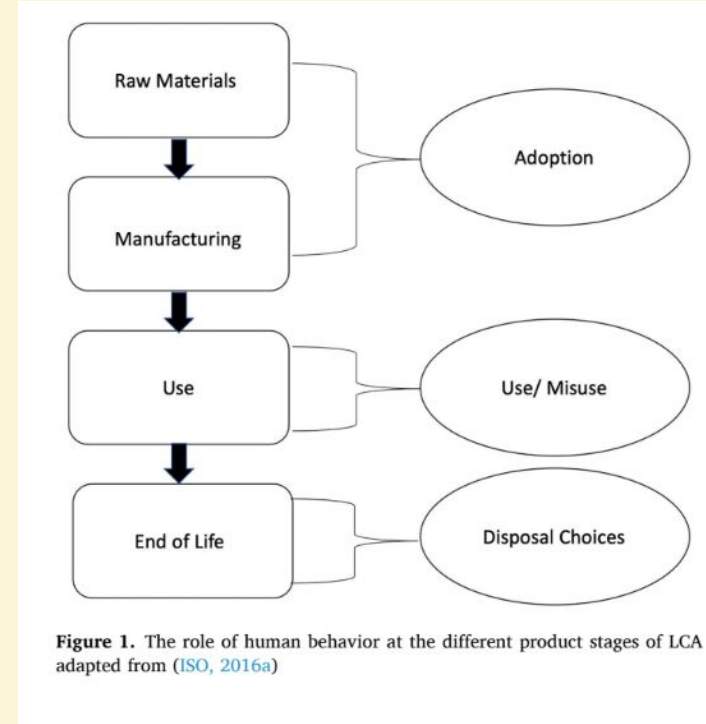 Raw Materials
Adoption
Manufacturing
Use
Use/ Misuse
End of Life
Disposal Choices
Figure 1. The role of human behavior at the different product stages of LCA
adapted from (ISO, 2016a)